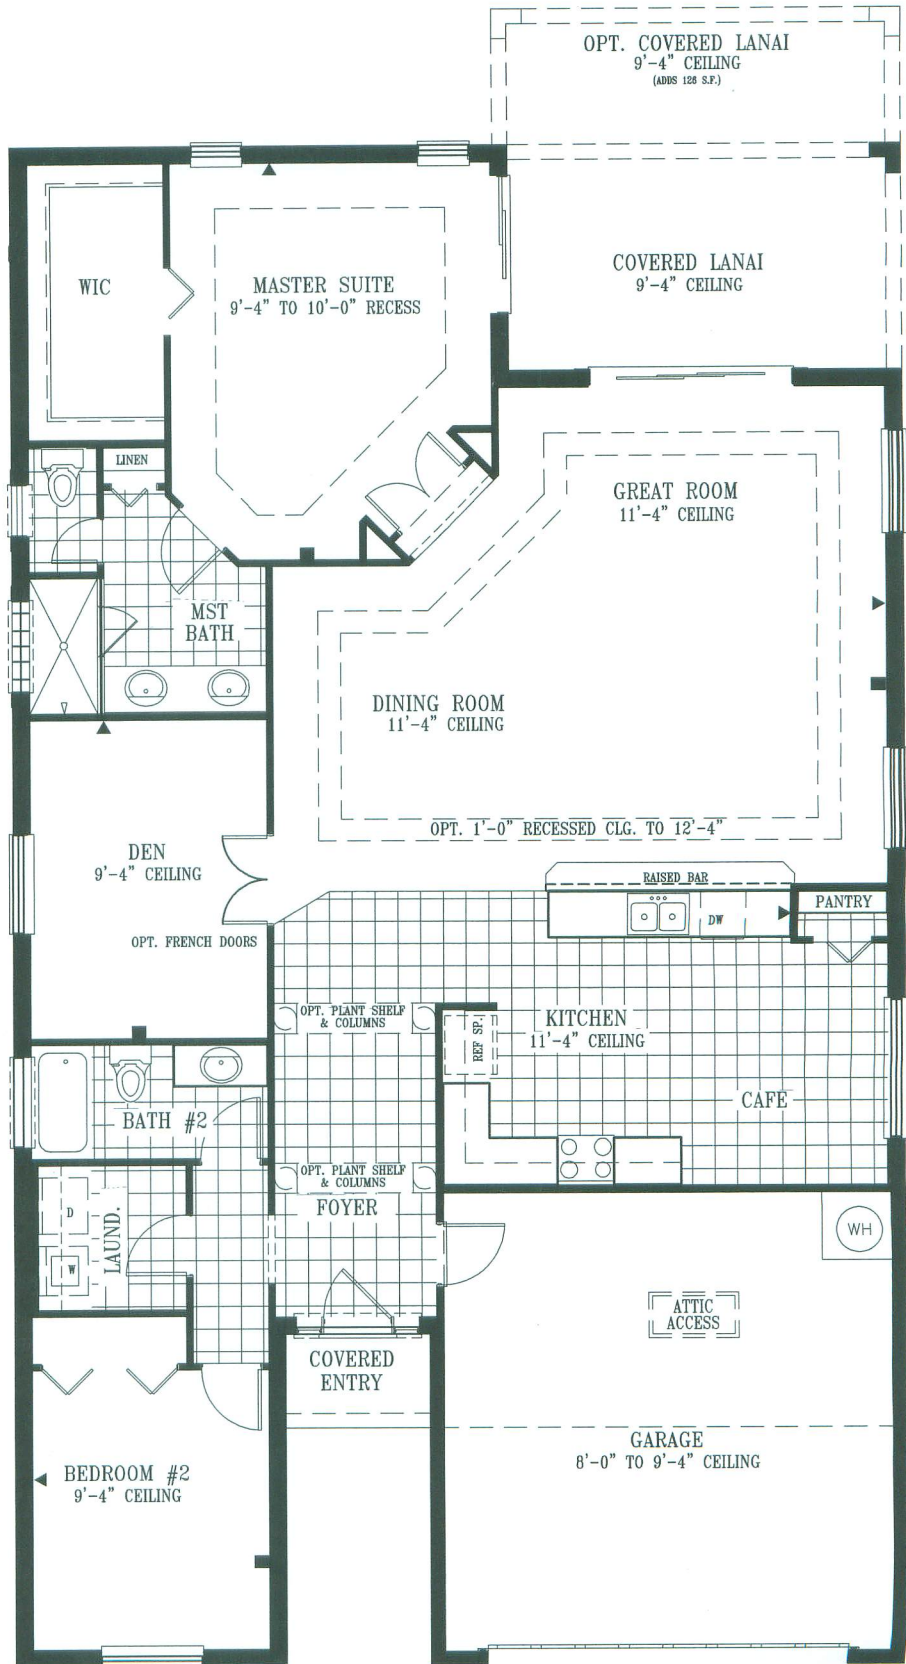 OPT. COVERED LANAI
9'-4" CEILING
(ADDS 126 S.F.)
WIC
MASTER SUITE
9'-4" TO 10'-0" RECESS
COVERED LANAI
9'-4" CEILING
LINEN
GREAT ROOM
11'-4" CEILING
MST
BATH
DINING ROOM
11'-4" CEILING
OPT. 1'-0" RECESSED CLG. TO 12'-4"
DEN
9'-4" CEILING
OPT. FRENCH DOORS
RAISED BAR
DW
PANTRY
OPT. PLANT SHELF
& COLUMNS
REF SP.
KITCHEN
11'-4" CEILING
CAFE
BATH #2
OPT. PLANT SHELF
& COLUMNS
FOYER
D
W
LAUND.
WH
ATTIC
ACCESS
COVERED
ENTRY
GARAGE
8'-0" TO 9'-4" CEILING
BEDROOM #2
9'-4" CEILING